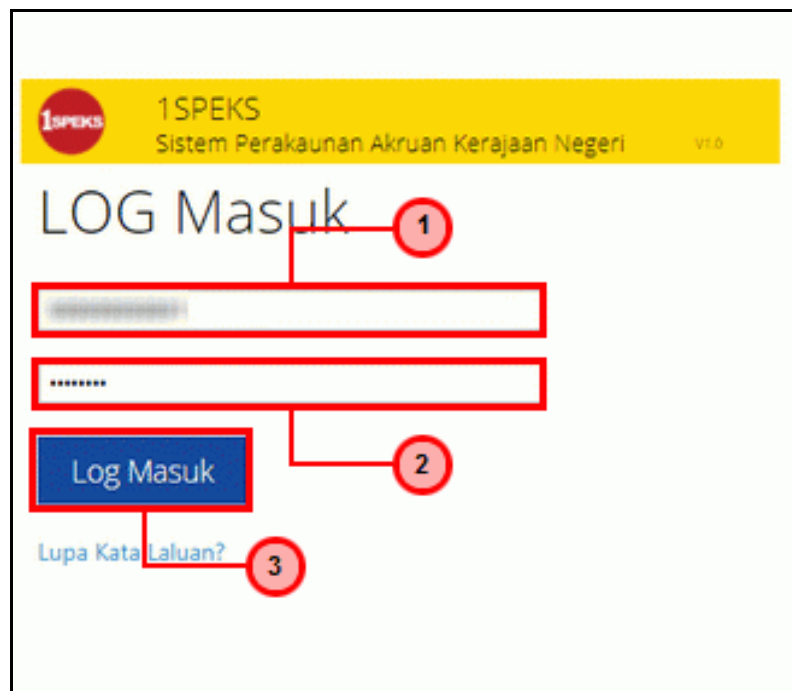 1SPEKS
1SPEKS
Sistem Perakaunan Akruan Kerajaan Negeri V1.0
LOG Masuk
1
••••••••
Log Masuk
2
Lupa Kata Laluan?
3